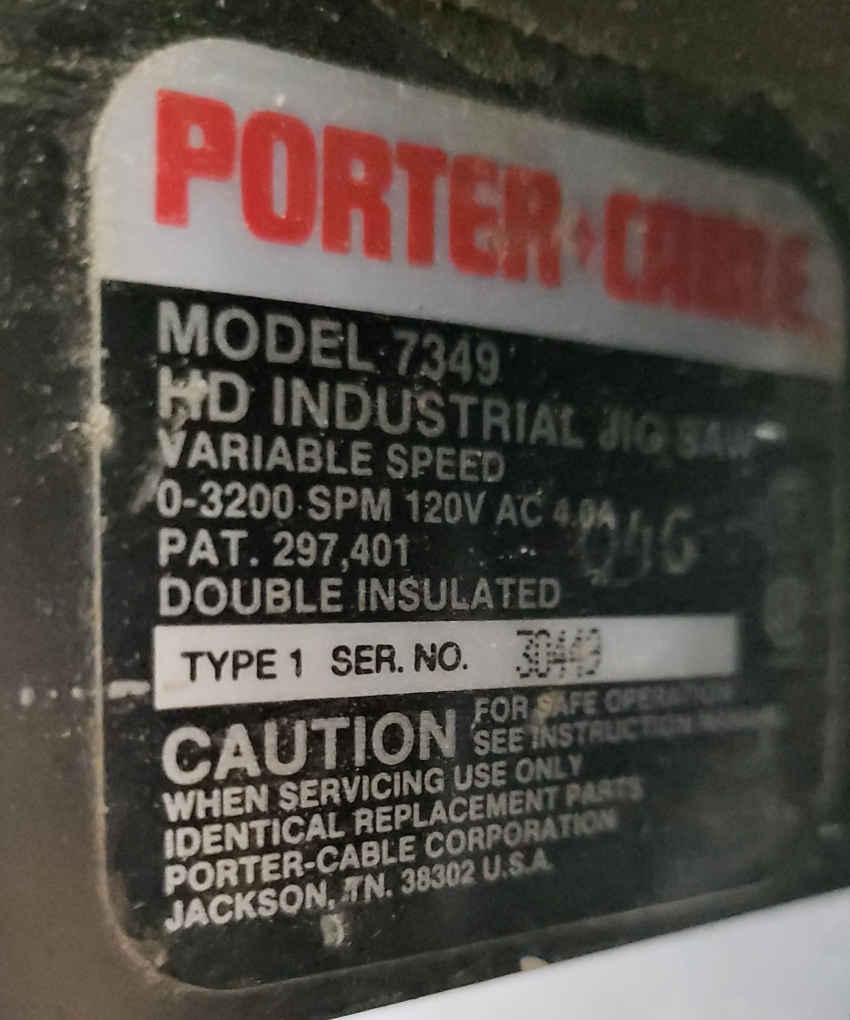 PORTER+CABLE
MODEL 7349
HD INDUSTRIAL JIG SAW
VARIABLE SPEED
0-3200 SPM 120V AC 4.0A
PAT. 297,401
DOUBLE INSULATED
TYPE 1 SER. NO. 30449
CAUTION FOR SAFE OPERATION
SEE INSTRUCTION MANUAL
WHEN SERVICING USE ONLY
IDENTICAL REPLACEMENT PARTS
PORTER-CABLE CORPORATION
JACKSON, TN. 38302 U.S.A.